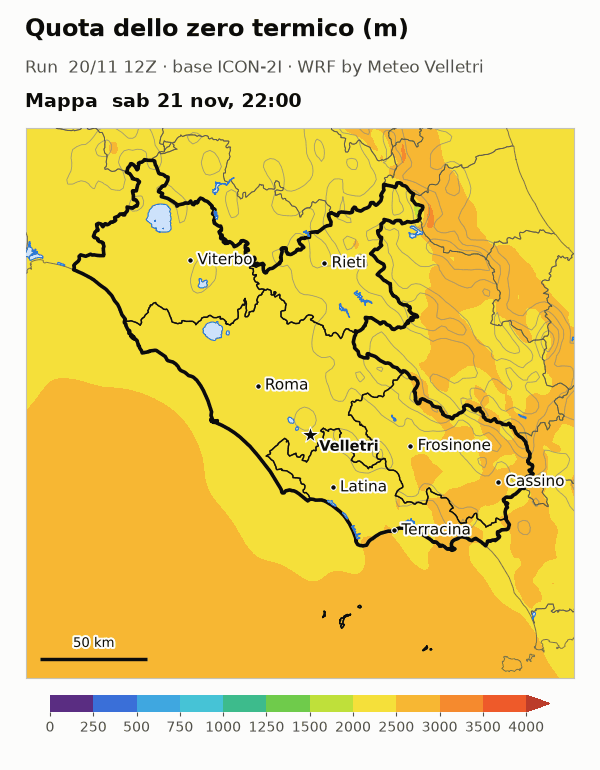 Quota dello zero termico (m)
Run  20/11 12Z · base ICON-2I · WRF by Meteo Velletri
Mappa  sab 21 nov, 22:00
Viterbo
Rieti
Roma
Velletri
Frosinone
Cassino
Latina
Terracina
50 km
0 250 500 750 1000 1250 1500 2000 2500 3000 3500 4000